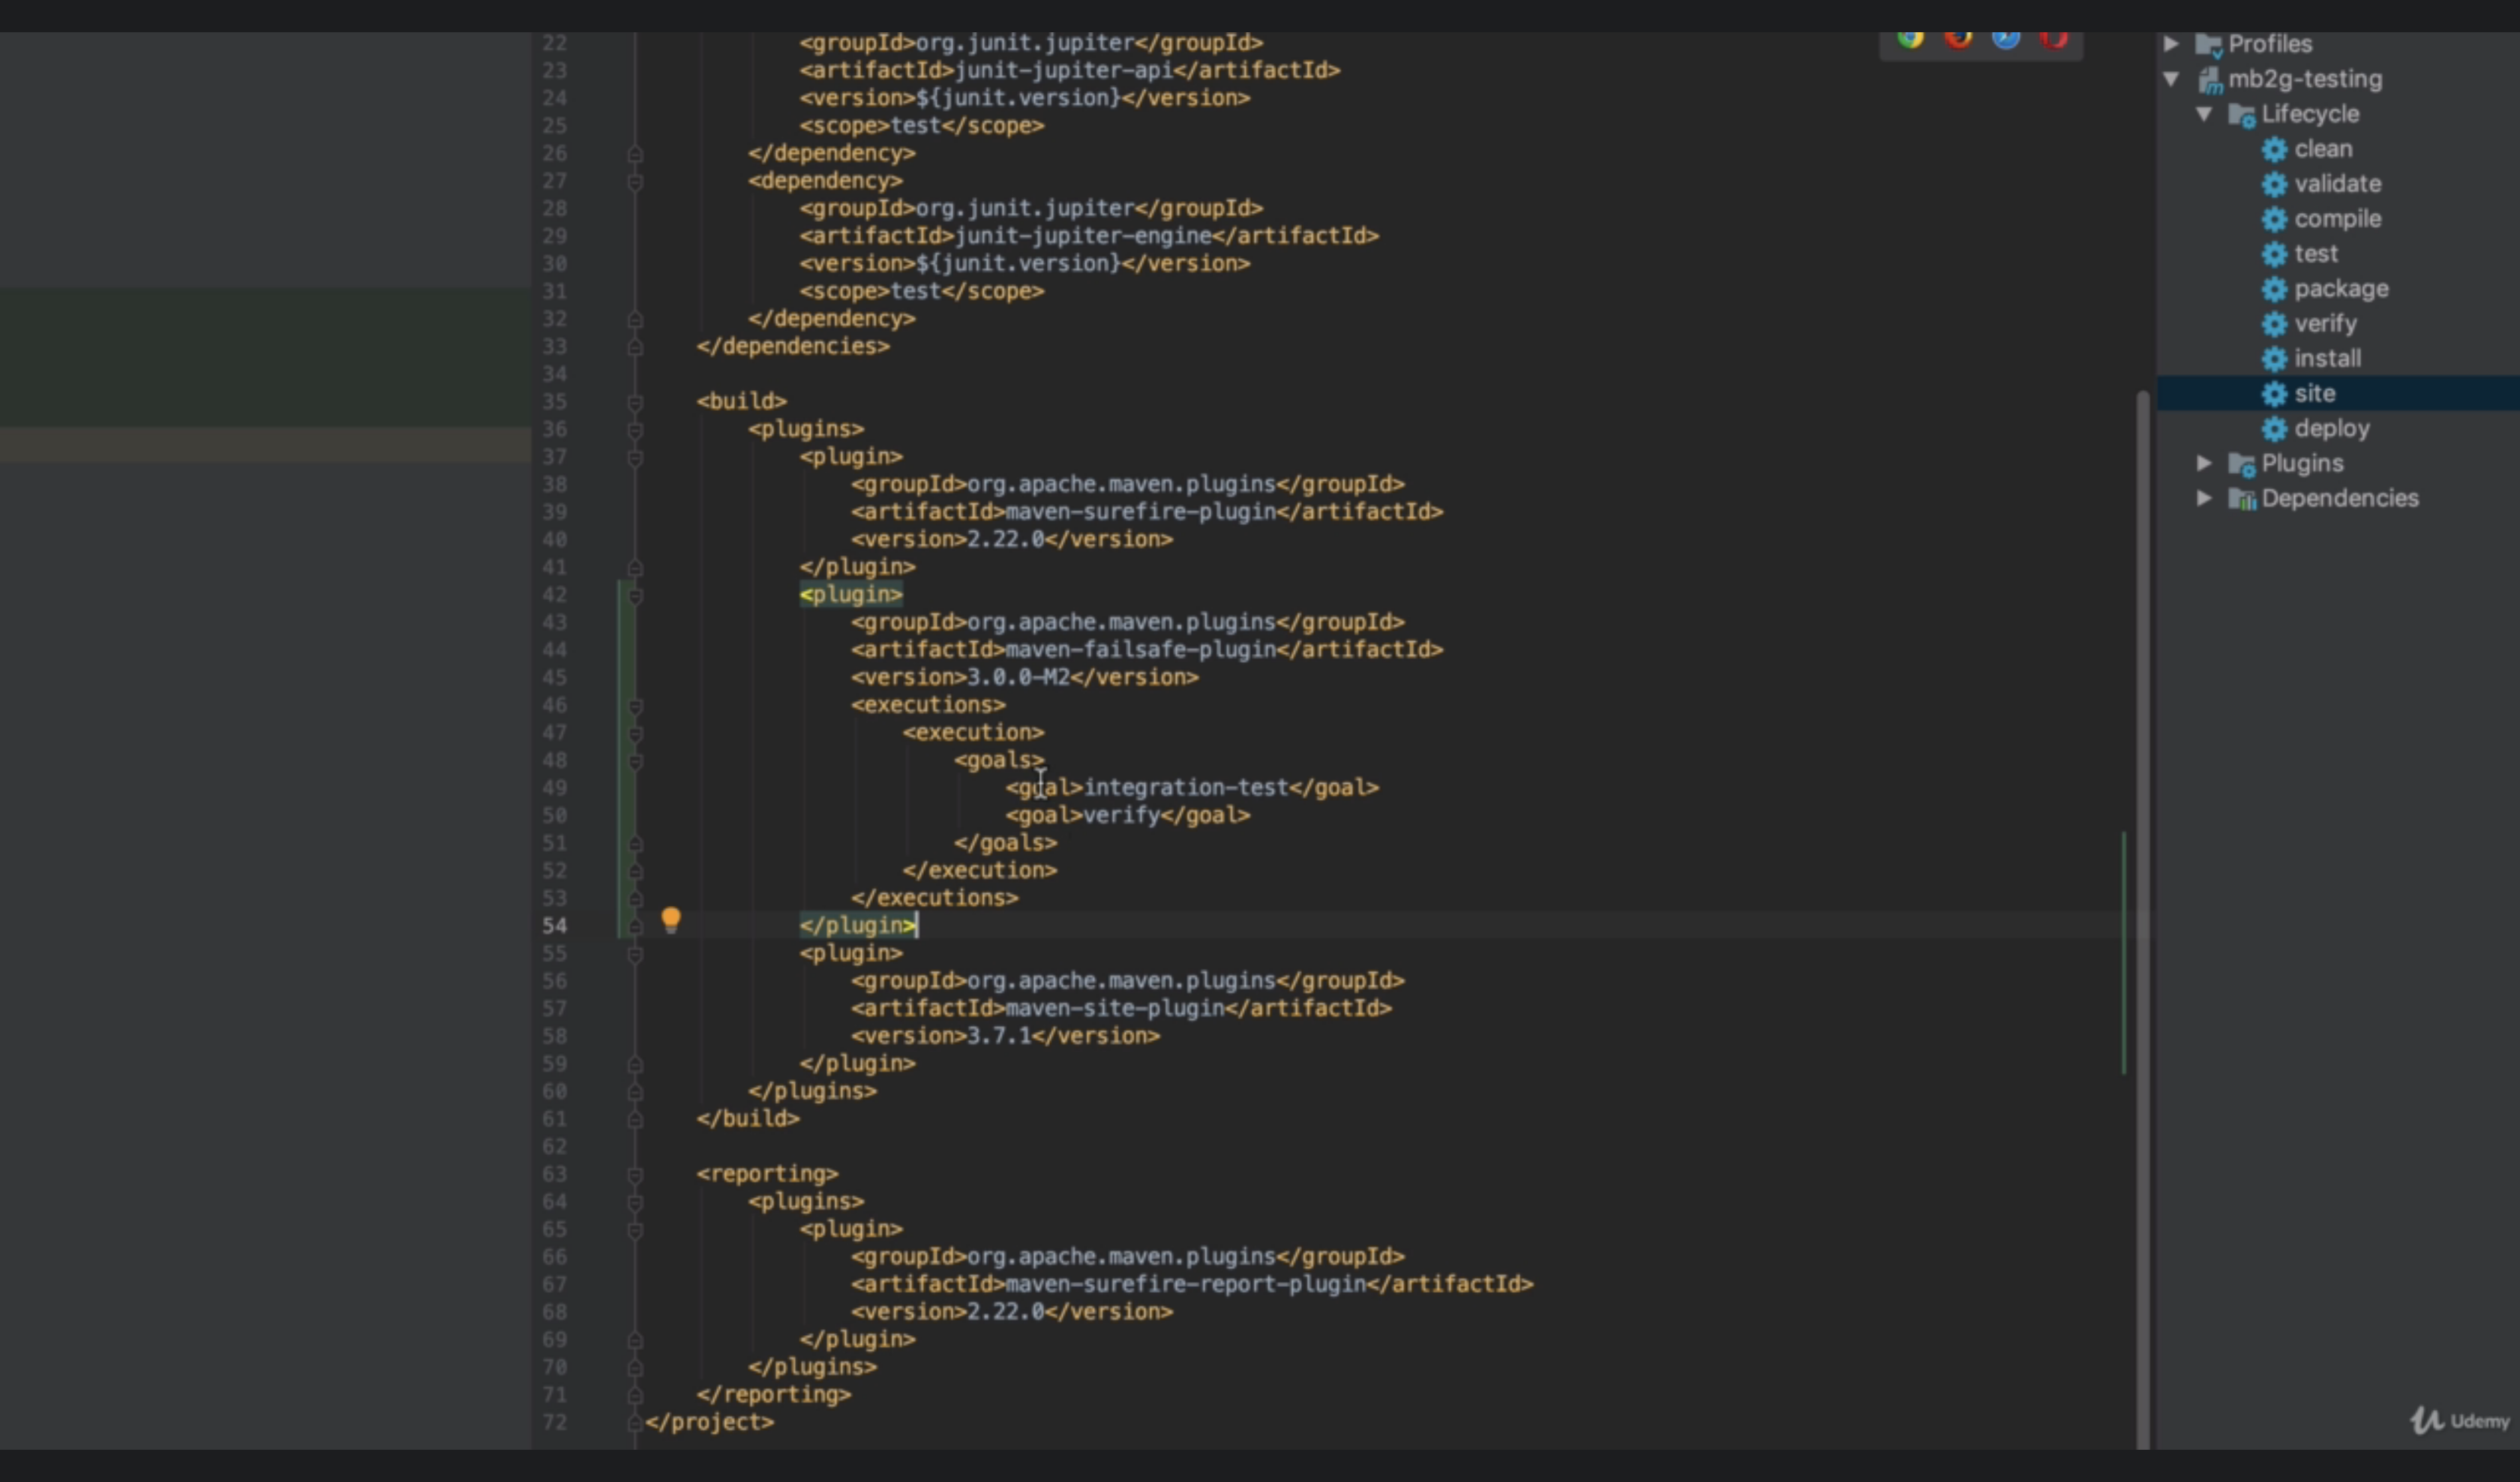 22 <groupId>org.junit.jupiter</groupId>
23 <artifactId>junit-jupiter-api</artifactId>
24 <version>${junit.version}</version>
25 <scope>test</scope>
26 </dependency>
27 <dependency>
28 <groupId>org.junit.jupiter</groupId>
29 <artifactId>junit-jupiter-engine</artifactId>
30 <version>${junit.version}</version>
31 <scope>test</scope>
32 </dependency>
33 </dependencies>
34
35 <build>
36 <plugins>
37 <plugin>
38 <groupId>org.apache.maven.plugins</groupId>
39 <artifactId>maven-surefire-plugin</artifactId>
40 <version>2.22.0</version>
41 </plugin>
42 <plugin>
43 <groupId>org.apache.maven.plugins</groupId>
44 <artifactId>maven-failsafe-plugin</artifactId>
45 <version>3.0.0-M2</version>
46 <executions>
47 <execution>
48 <goals>
49 <goal>integration-test</goal>
50 <goal>verify</goal>
51 </goals>
52 </execution>
53 </executions>
54 </plugin>
55 <plugin>
56 <groupId>org.apache.maven.plugins</groupId>
57 <artifactId>maven-site-plugin</artifactId>
58 <version>3.7.1</version>
59 </plugin>
60 </plugins>
61 </build>
62
63 <reporting>
64 <plugins>
65 <plugin>
66 <groupId>org.apache.maven.plugins</groupId>
67 <artifactId>maven-surefire-report-plugin</artifactId>
68 <version>2.22.0</version>
69 </plugin>
70 </plugins>
71 </reporting>
72 </project>
Profiles
mb2g-testing
Lifecycle
clean
validate
compile
test
package
verify
install
site
deploy
Plugins
Dependencies
Udemy